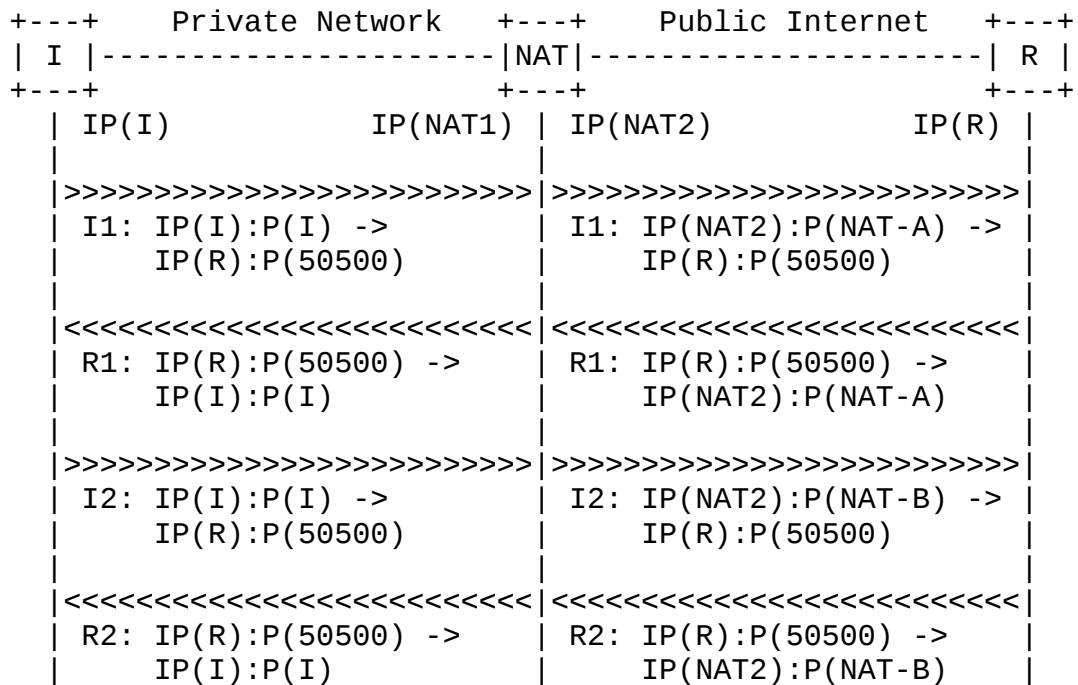 +---+    Private Network   +---+    Public Internet   +---+
| I |----------------------|NAT|----------------------| R |
+---+                      +---+                      +---+
  | IP(I)         IP(NAT1) | IP(NAT2)           IP(R) |
  |                          |                          |
  |>>>>>>>>>>>>>>>>>>>>>>>>>>|>>>>>>>>>>>>>>>>>>>>>>>>>>|
  | I1: IP(I):P(I) ->        | I1: IP(NAT2):P(NAT-A) -> |
  |     IP(R):P(50500)       |     IP(R):P(50500)       |
  |                          |                          |
  |<<<<<<<<<<<<<<<<<<<<<<<<<<|<<<<<<<<<<<<<<<<<<<<<<<<<<|
  | R1: IP(R):P(50500) ->    | R1: IP(R):P(50500) ->    |
  |     IP(I):P(I)           |     IP(NAT2):P(NAT-A)    |
  |                          |                          |
  |>>>>>>>>>>>>>>>>>>>>>>>>>>|>>>>>>>>>>>>>>>>>>>>>>>>>>|
  | I2: IP(I):P(I) ->        | I2: IP(NAT2):P(NAT-B) -> |
  |     IP(R):P(50500)       |     IP(R):P(50500)       |
  |                          |                          |
  |<<<<<<<<<<<<<<<<<<<<<<<<<<|<<<<<<<<<<<<<<<<<<<<<<<<<<|
  | R2: IP(R):P(50500) ->    | R2: IP(R):P(50500) ->    |
  |     IP(I):P(I)           |     IP(NAT2):P(NAT-B)    |